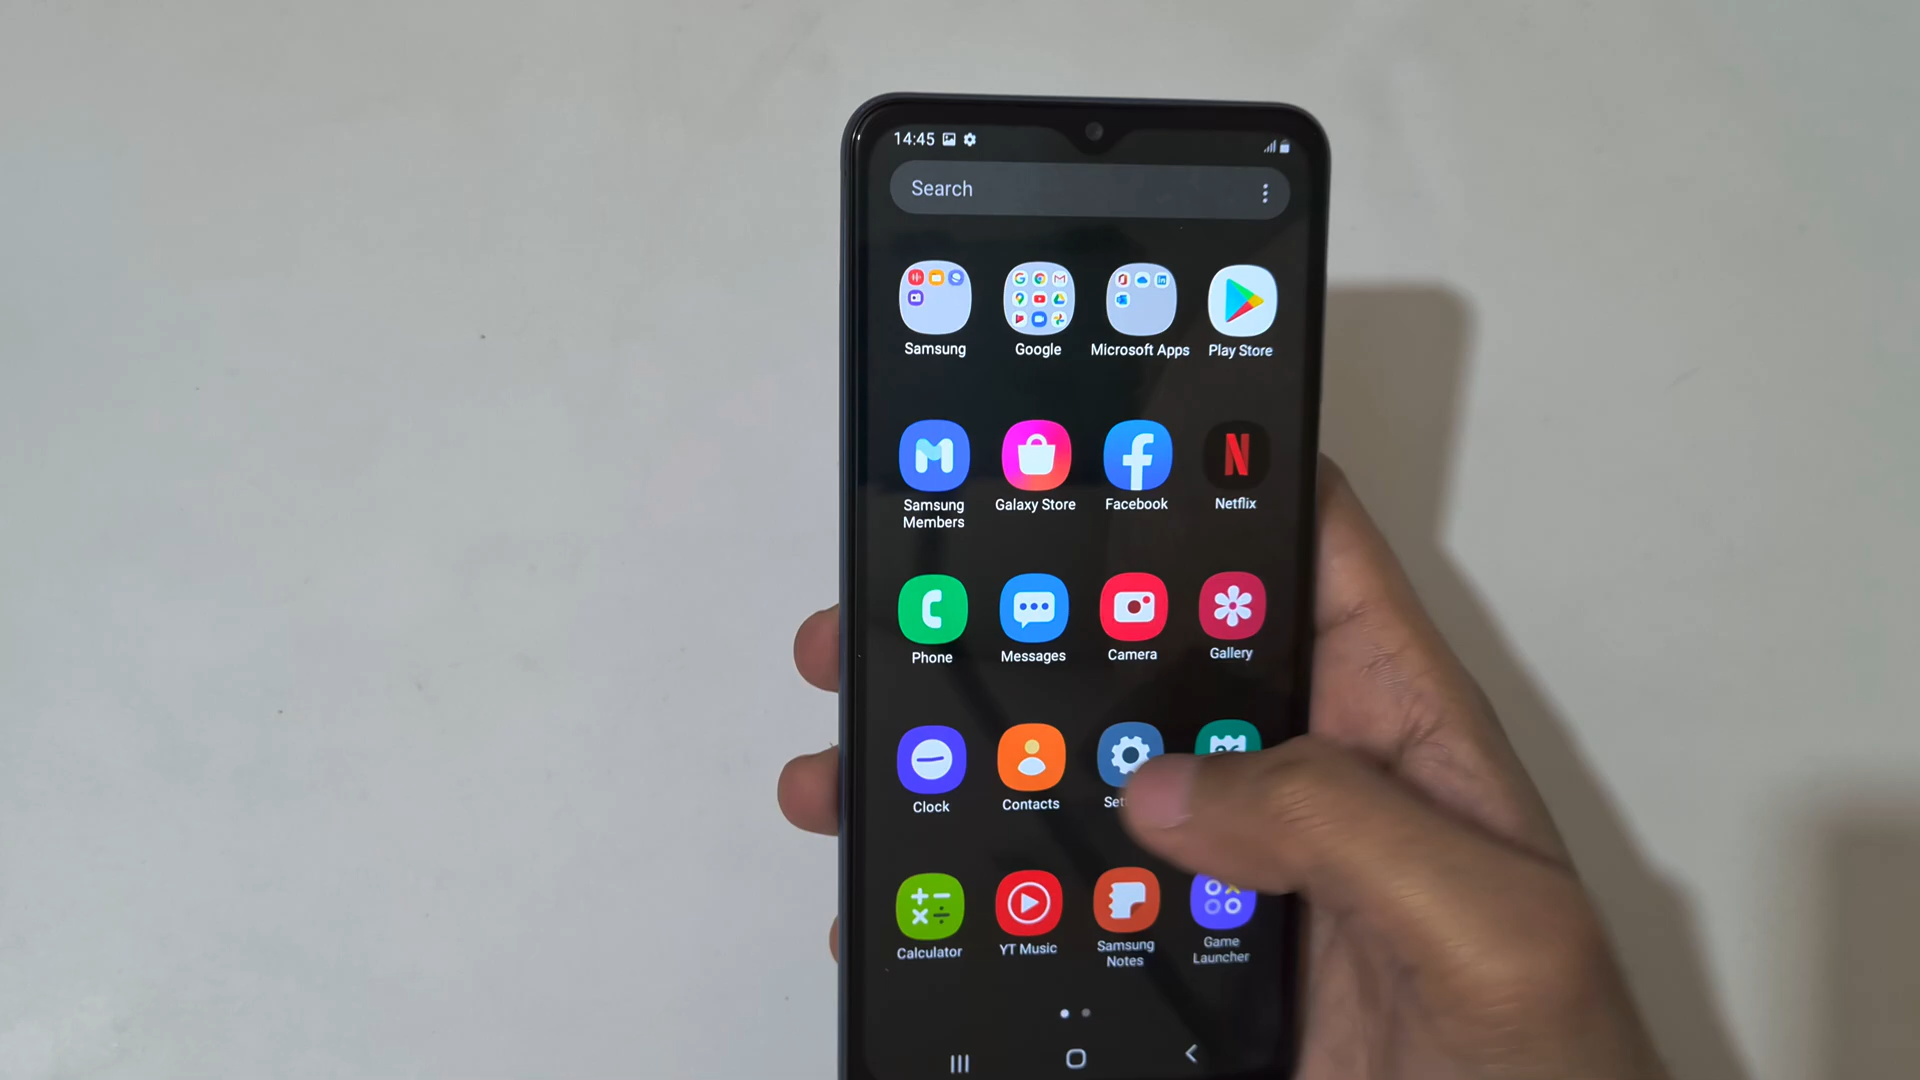 14:45
Search
Samsung
Google
Microsoft Apps
Play Store
Samsung
Members
Galaxy Store
Facebook
Netflix
Phone
Messages
Camera
Gallery
Clock
Contacts
Calculator
YT Music
Samsung
Notes
Game
Launcher